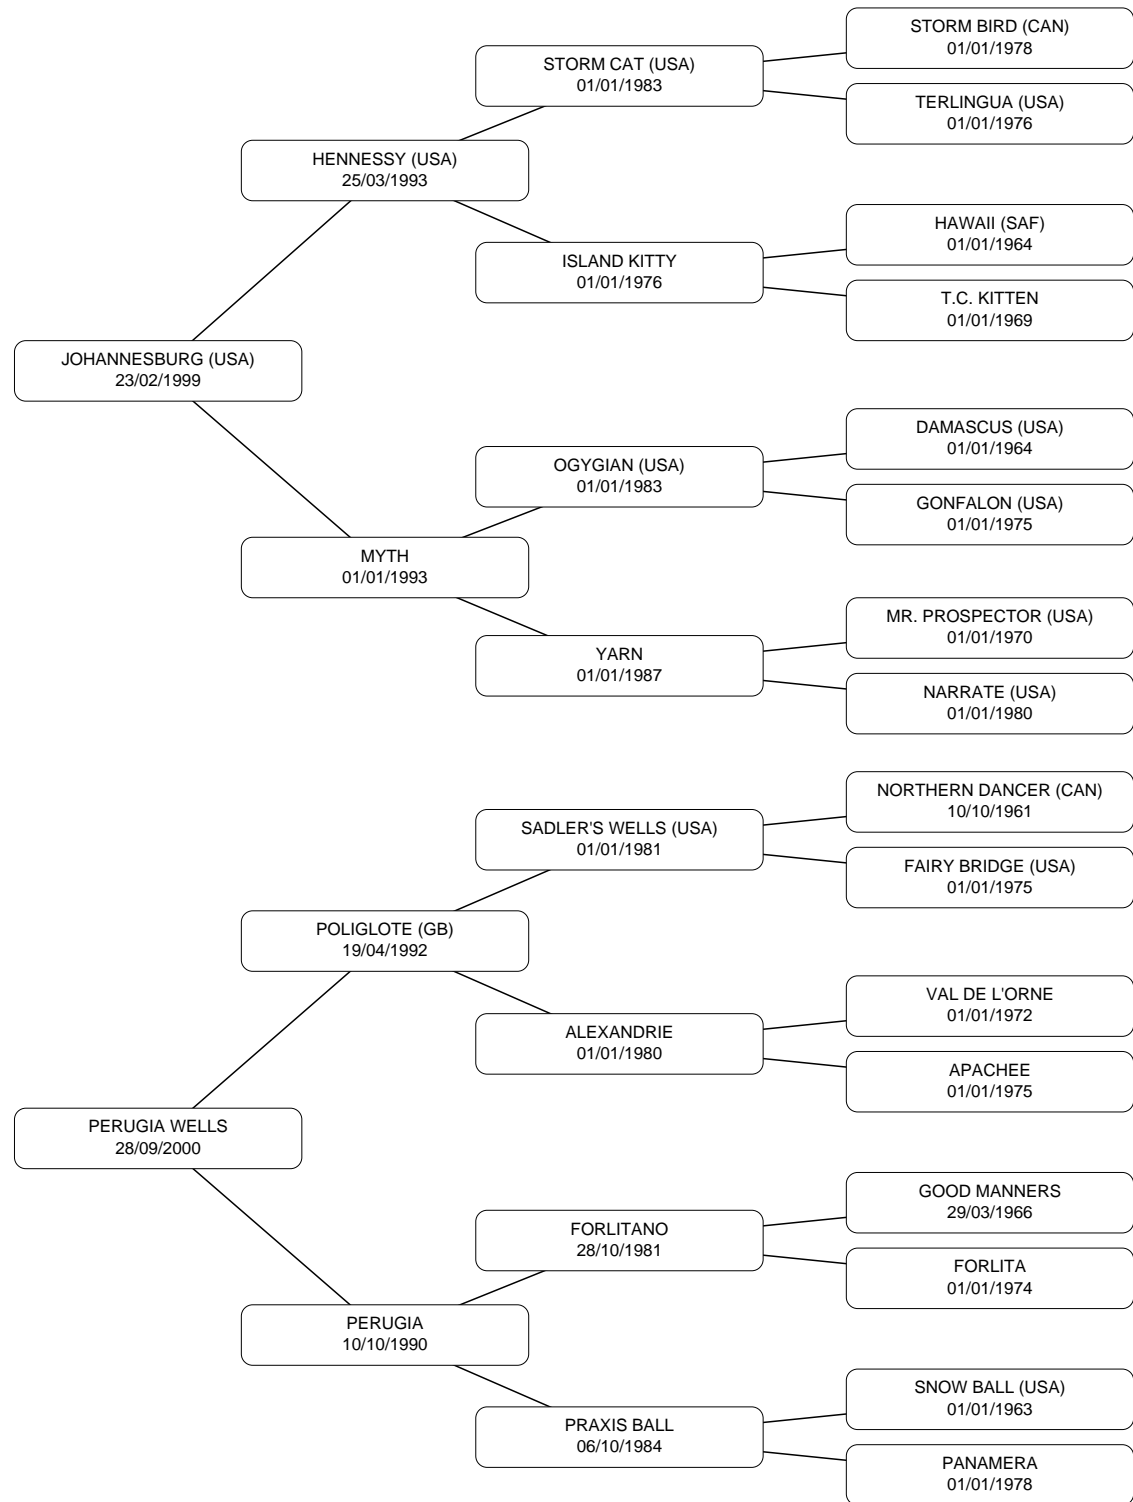 STORM BIRD (CAN)
01/01/1978
STORM CAT (USA)
01/01/1983
TERLINGUA (USA)
01/01/1976
HENNESSY (USA)
25/03/1993
HAWAII (SAF)
01/01/1964
ISLAND KITTY
01/01/1976
T.C. KITTEN
01/01/1969
JOHANNESBURG (USA)
23/02/1999
DAMASCUS (USA)
01/01/1964
OGYGIAN (USA)
01/01/1983
GONFALON (USA)
01/01/1975
MYTH
01/01/1993
MR. PROSPECTOR (USA)
01/01/1970
YARN
01/01/1987
NARRATE (USA)
01/01/1980
NORTHERN DANCER (CAN)
10/10/1961
SADLER'S WELLS (USA)
01/01/1981
FAIRY BRIDGE (USA)
01/01/1975
POLIGLOTE (GB)
19/04/1992
VAL DE L'ORNE
01/01/1972
ALEXANDRIE
01/01/1980
APACHEE
01/01/1975
PERUGIA WELLS
28/09/2000
GOOD MANNERS
29/03/1966
FORLITANO
28/10/1981
FORLITA
01/01/1974
PERUGIA
10/10/1990
SNOW BALL (USA)
01/01/1963
PRAXIS BALL
06/10/1984
PANAMERA
01/01/1978